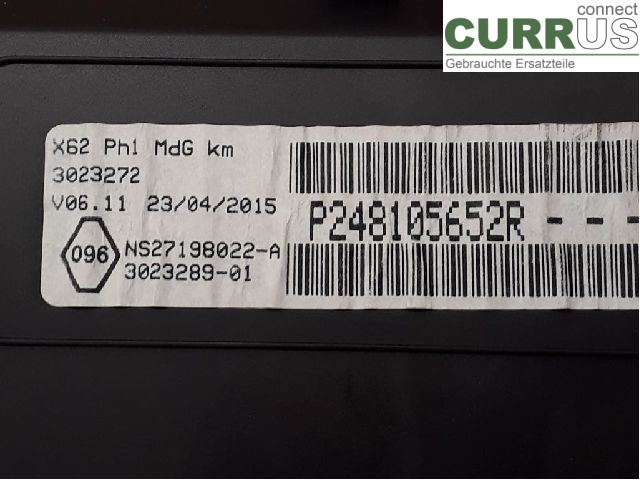 connect
CURRUS
Gebrauchte Ersatzteile
X62 Ph1 MdG km
3023272
V06.11 23/04/2015
096
NS27198022-A
3023289-01
P248105652R - - -